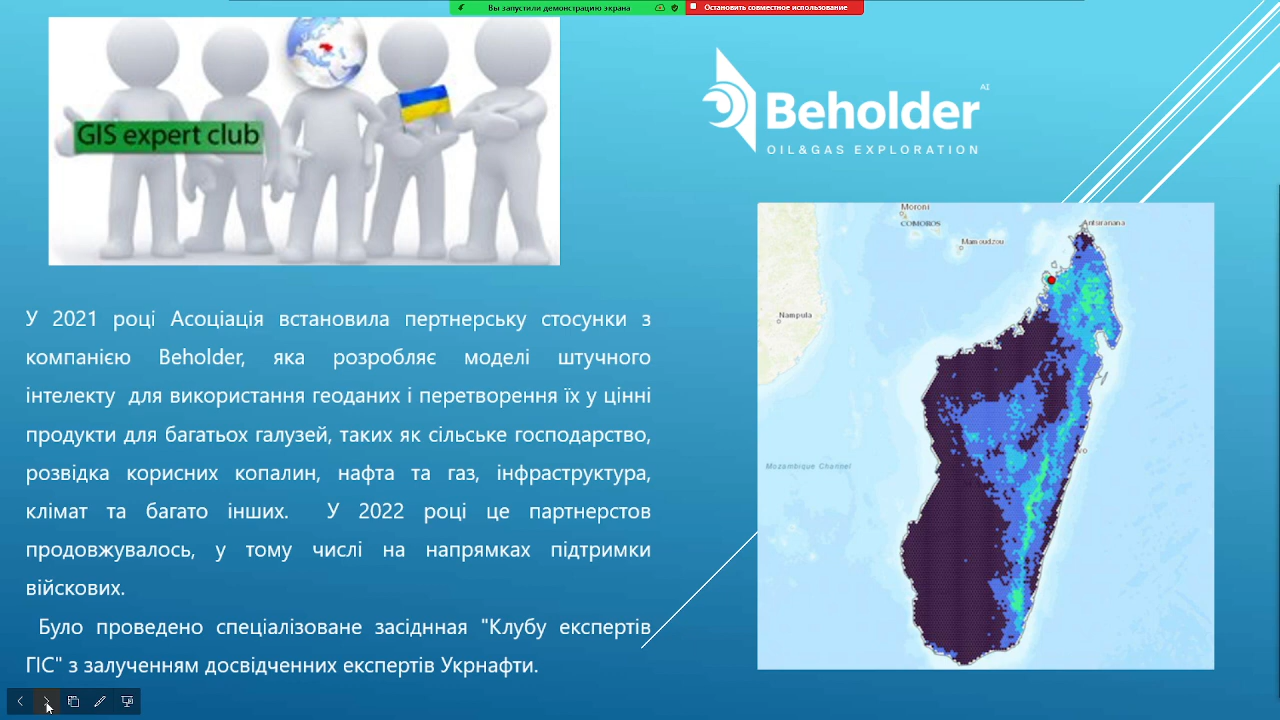 Вы запустили демонстрацию экрана
Остановить совместное использование
GIS expert club
Beholder AI
OIL&GAS EXPLORATION
Moroni
COMOROS
Mamoudzou
Antsiranana
Nampula
Mozambique Channel
vo
У 2021 році Асоціація встановила пертнерську стосунки з
компанією Beholder, яка розробляє моделі штучного
інтелекту для використання геоданих і перетворення їх у цінні
продукти для багатьох галузей, таких як сільське господарство,
розвідка корисних копалин, нафта та газ, інфраструктура,
клімат та багато інших. У 2022 році це партнерстов
продовжувалось, у тому числі на напрямках підтримки
війскових.
Було проведено спеціалізоване засіднная "Клубу експертів
ГІС" з залученням досвідченних експертів Укрнафти.